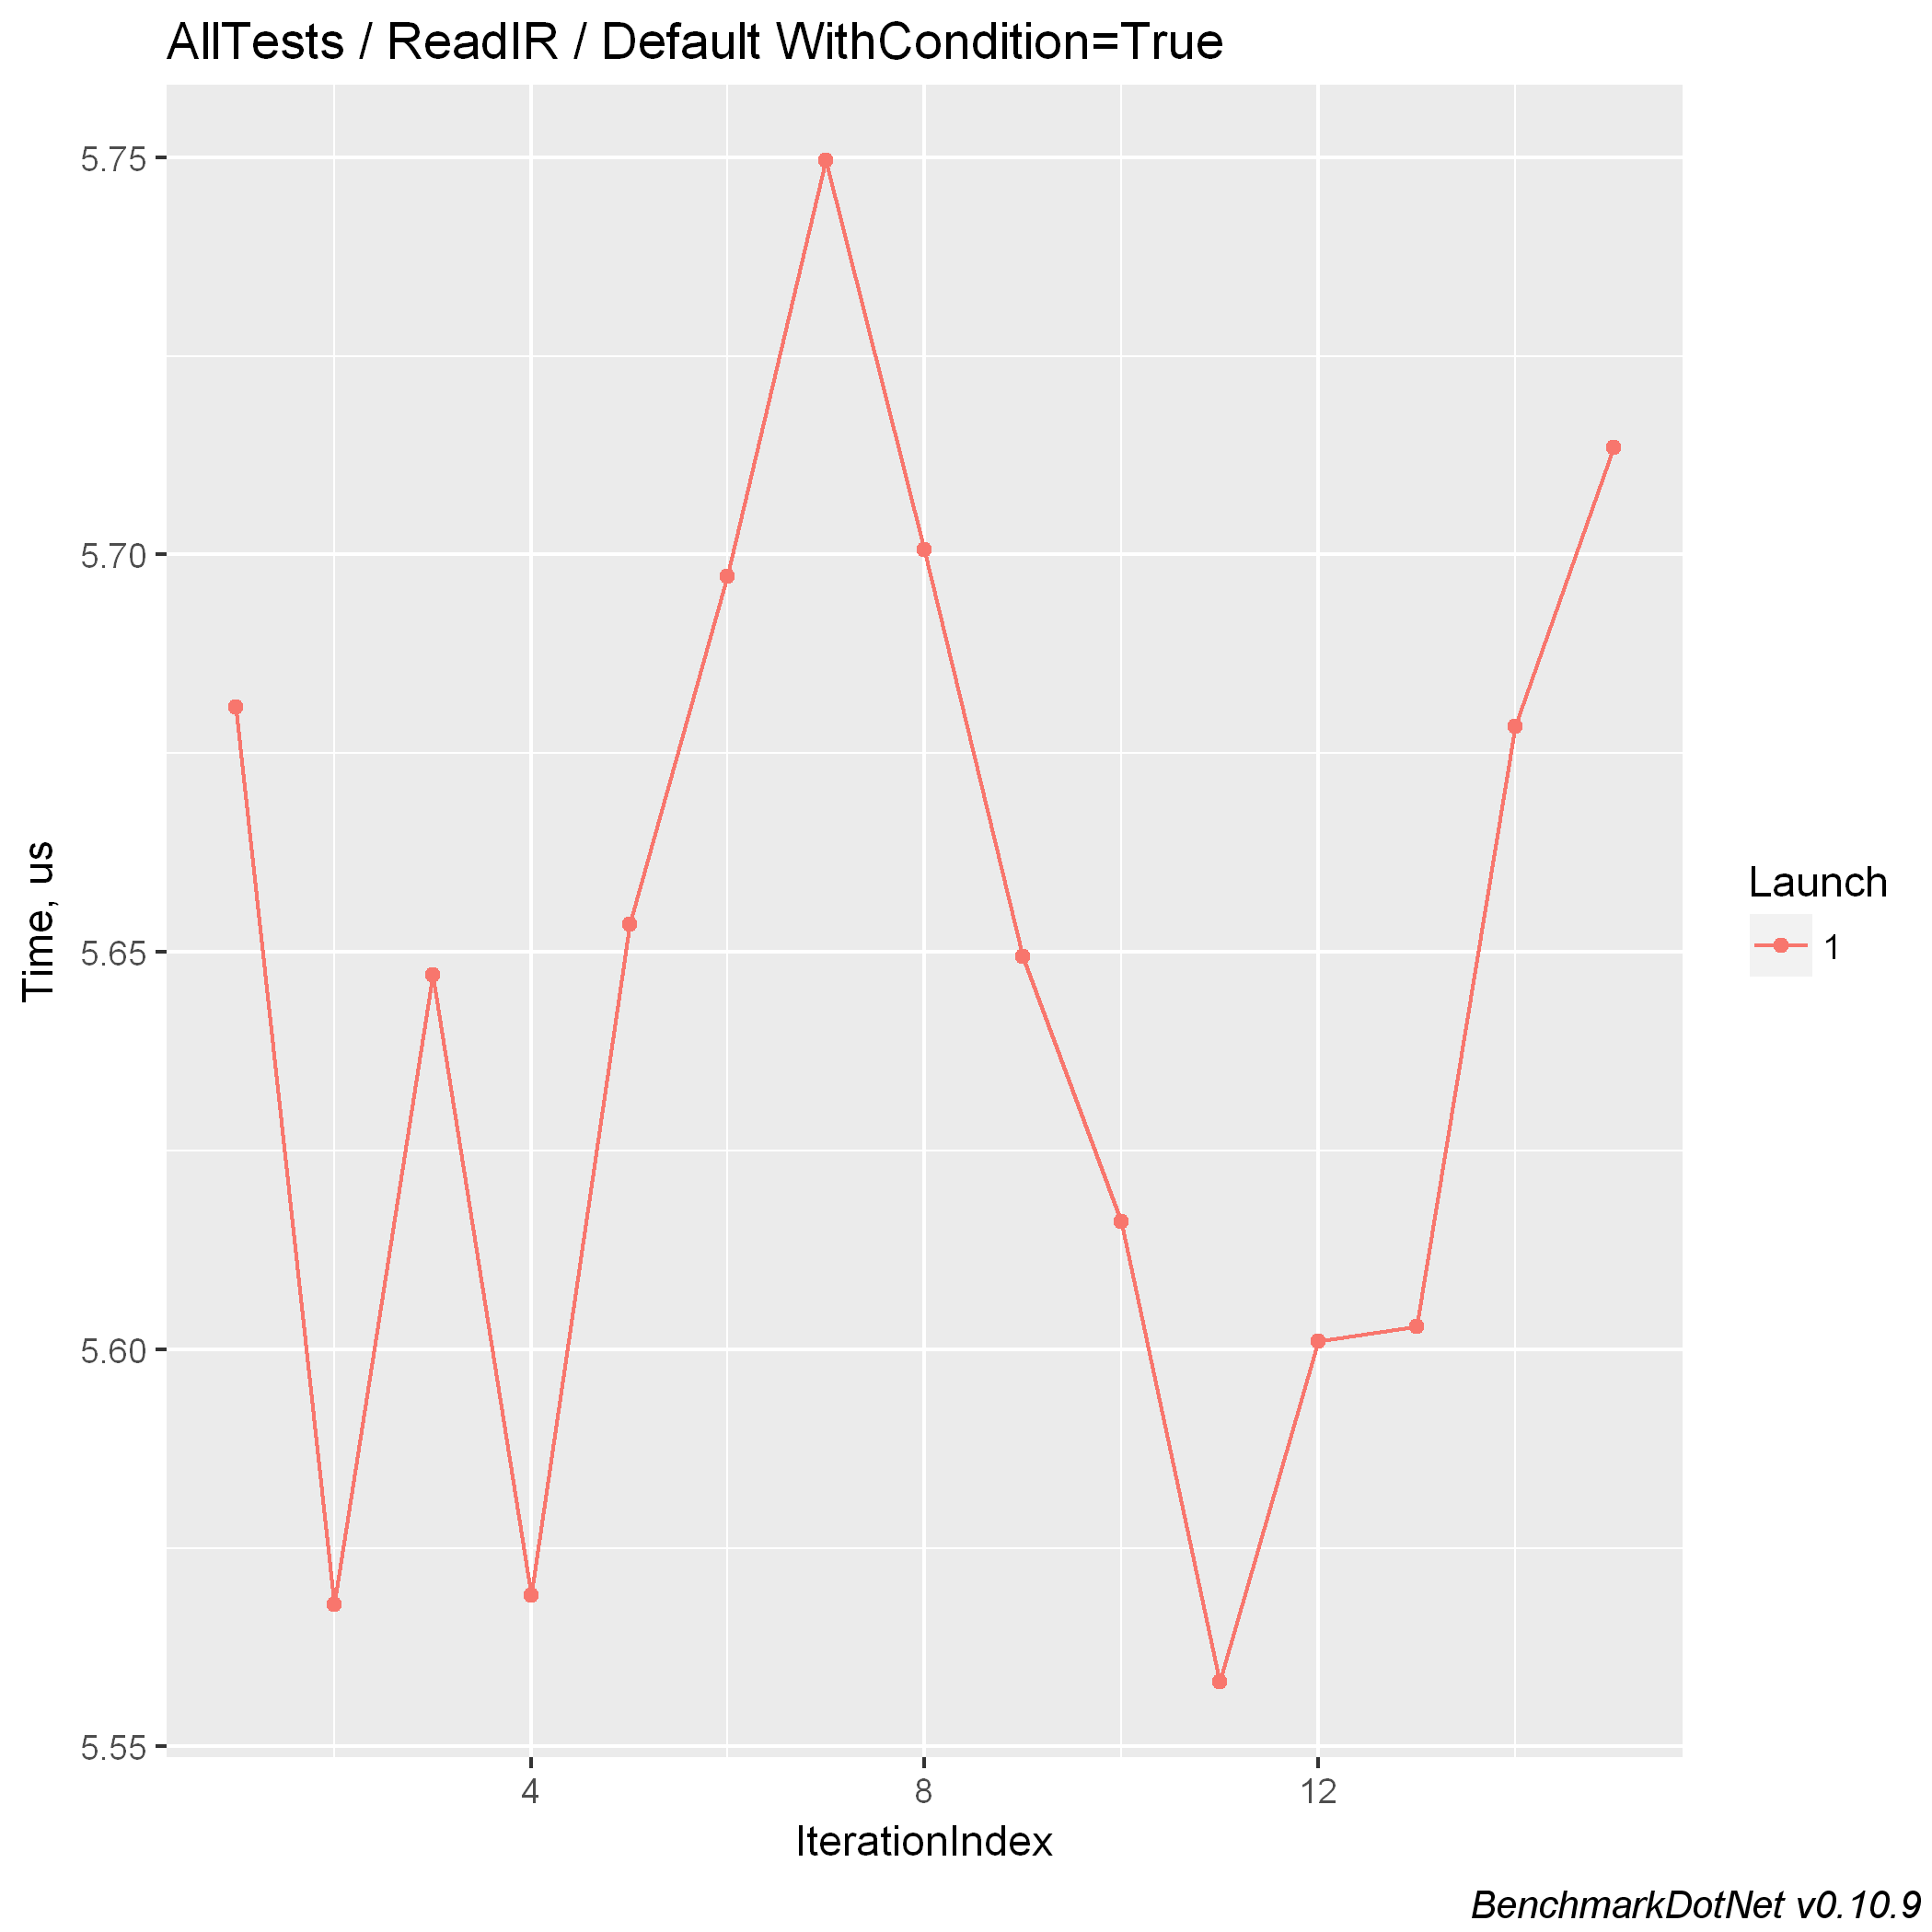 AllTests / ReadIR / Default WithCondition=True
Time, us
5.75
5.70
5.65
5.60
5.55
4
8
12
IterationIndex
Launch
1
BenchmarkDotNet v0.10.9